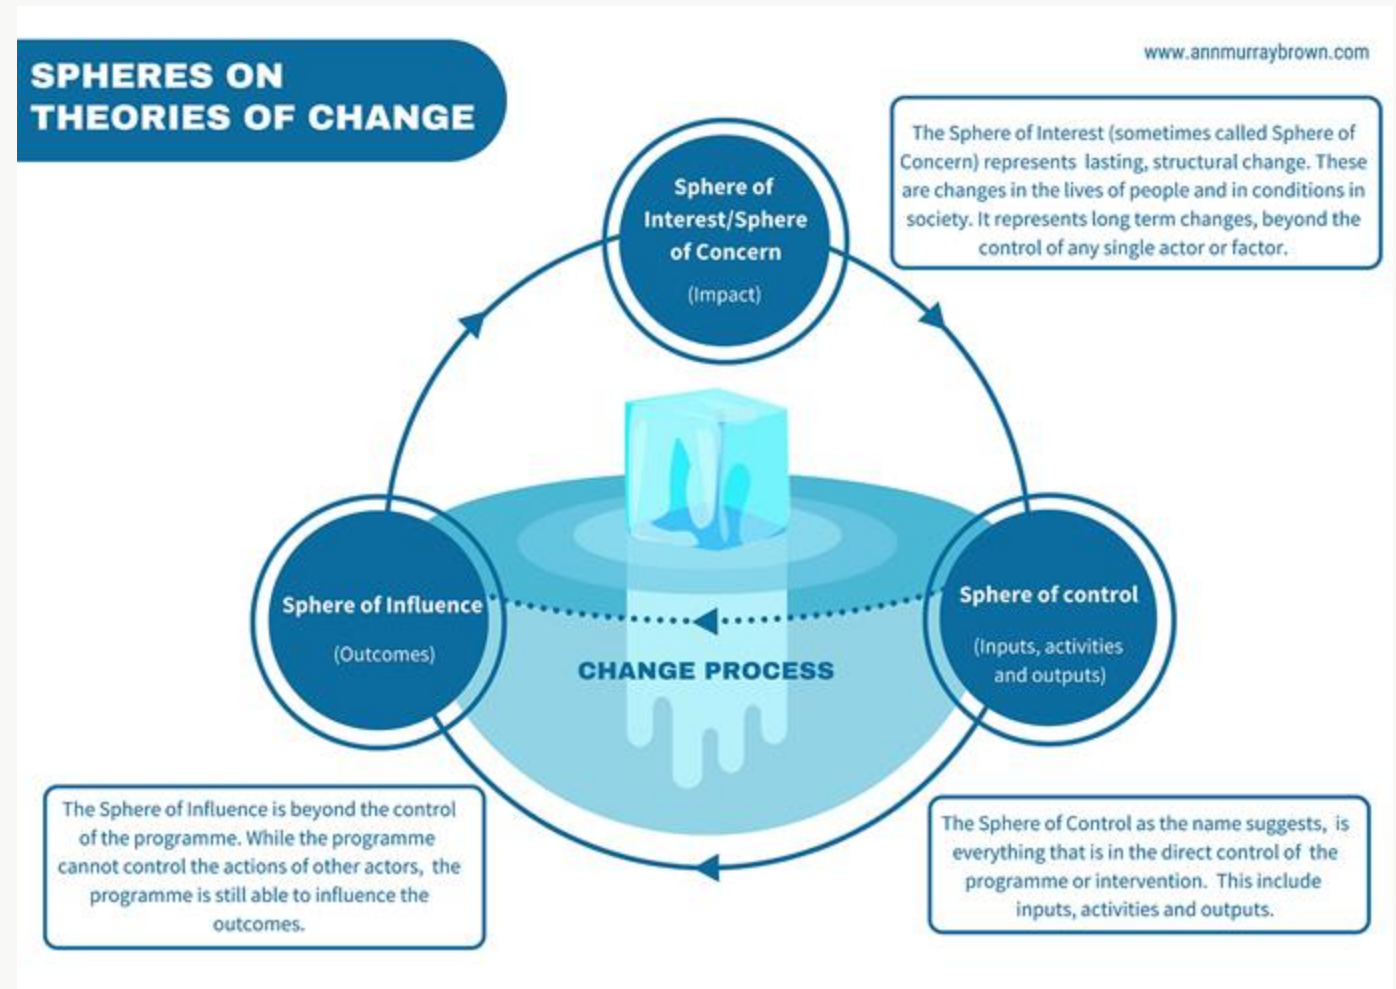 SPHERES ON
THEORIES OF CHANGE
www.annmurraybrown.com
The Sphere of Interest (sometimes called Sphere of
Concern) represents lasting, structural change. These
are changes in the lives of people and in conditions in
society. It represents long term changes, beyond the
control of any single actor or factor.
Sphere of
Interest/Sphere
of Concern
(Impact)
Sphere of Influence
(Outcomes)
Sphere of control
(Inputs, activities
and outputs)
CHANGE PROCESS
The Sphere of Influence is beyond the control
of the programme. While the programme
cannot control the actions of other actors, the
programme is still able to influence the
outcomes.
The Sphere of Control as the name suggests, is
everything that is in the direct control of the
programme or intervention. This include
inputs, activities and outputs.